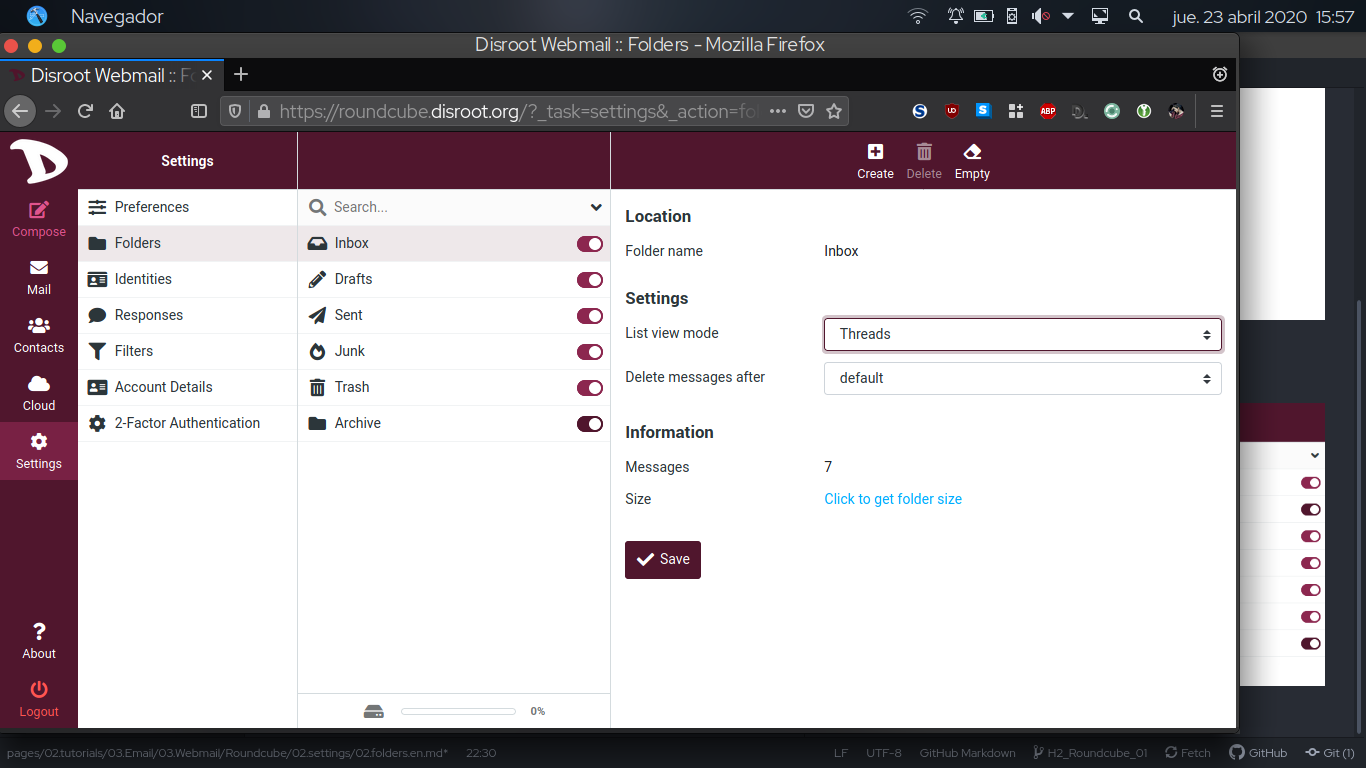 Navegador
jue. 23 abril 2020 15:57
Disroot Webmail :: Folders - Mozilla Firefox
Disroot Webmail :: Fo
https://roundcube.disroot.org/?_task=settings&_action=fol
Settings
Create
Delete
Empty
Compose
Mail
Contacts
Cloud
Settings
About
Logout
Preferences
Folders
Identities
Responses
Filters
Account Details
2-Factor Authentication
Search...
Inbox
Drafts
Sent
Junk
Trash
Archive
0%
Location
Folder name Inbox
Settings
List view mode Threads
Delete messages after default
Information
Messages 7
Size Click to get folder size
Save
pages/02.tutorials/03.Email/03.Webmail/Roundcube/02.settings/02.folders.en.md* 22:30 LF UTF-8 GitHub Markdown H2_Roundcube_01 Fetch GitHub Git (1)